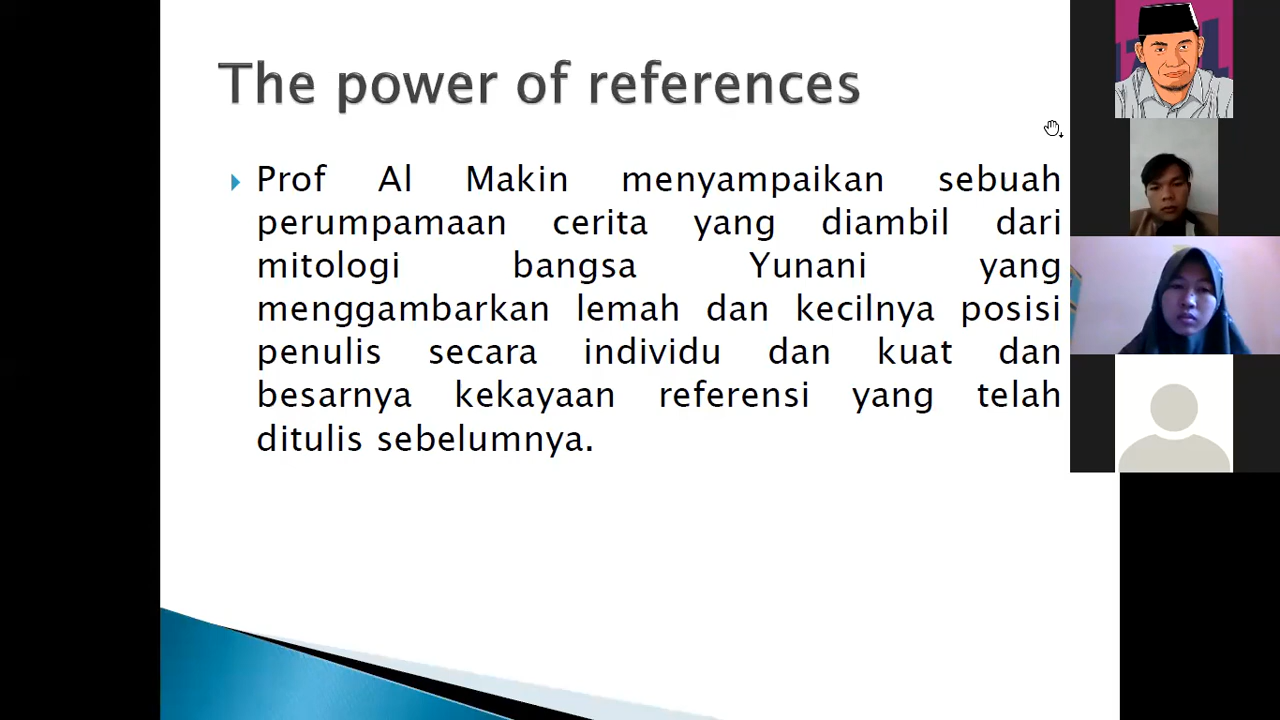 The power of references
Prof Al Makin menyampaikan sebuah
perumpamaan cerita yang diambil dari
mitologi bangsa Yunani yang
menggambarkan lemah dan kecilnya posisi
penulis secara individu dan kuat dan
besarnya kekayaan referensi yang telah
ditulis sebelumnya.